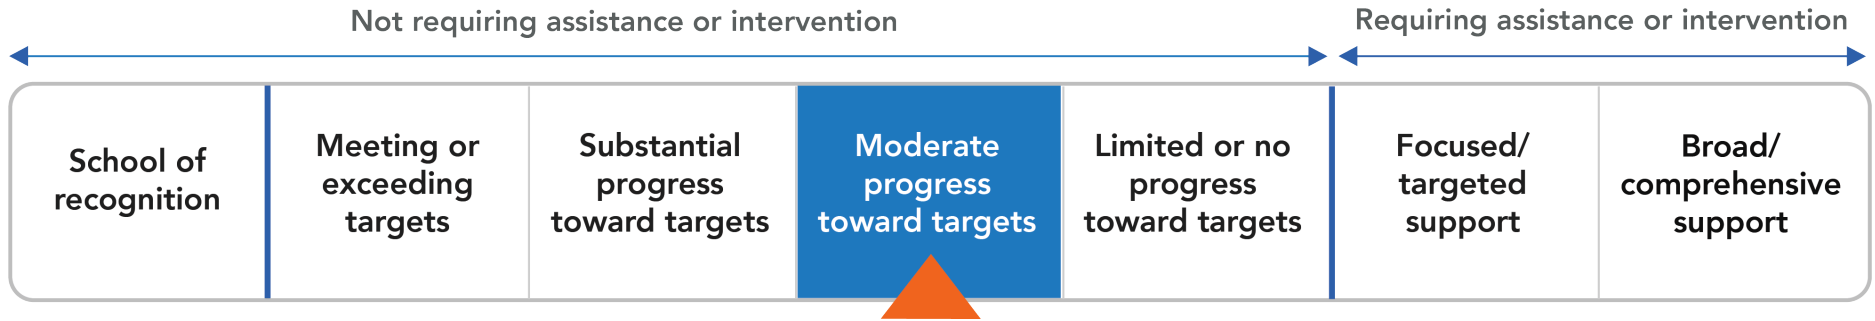 Not requiring assistance or intervention
Requiring assistance or intervention
School of
recognition
Meeting or
exceeding
targets
Substantial
progress
toward targets
Moderate
progress
toward targets
Limited or no
progress
toward targets
Focused/
targeted
support
Broad/
comprehensive
support